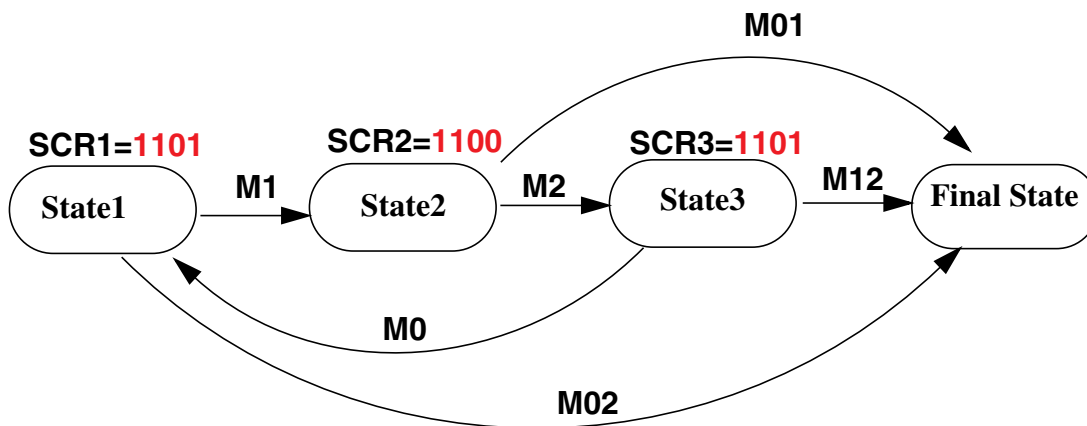 M01
SCR1=1101
SCR2=1100
SCR3=1101
State1
M1
State2
M2
State3
M12
Final State
M0
M02